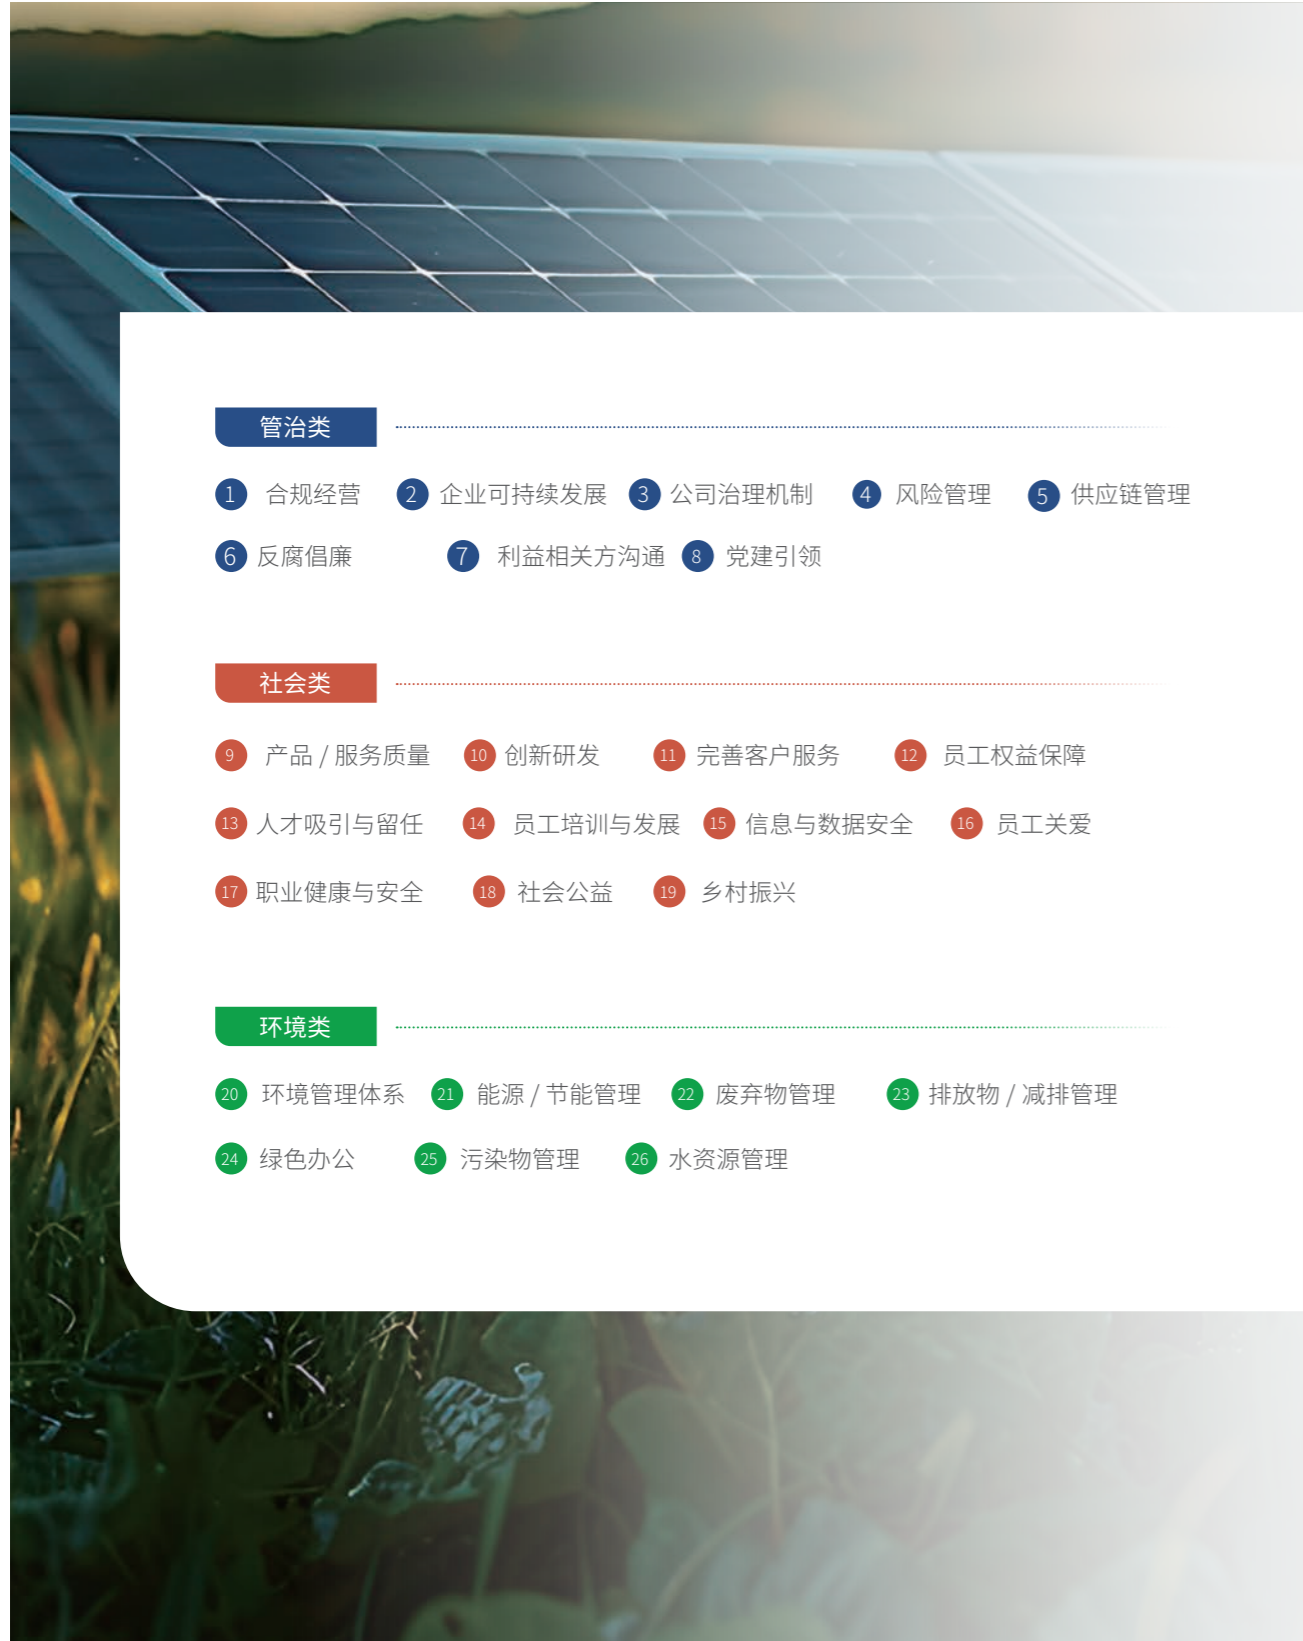 管治类
1 合规经营 2 企业可持续发展 3 公司治理机制 4 风险管理 5 供应链管理
6 反腐倡廉 7 利益相关方沟通 8 党建引领
社会类
9 产品 / 服务质量 10 创新研发 11 完善客户服务 12 员工权益保障
13 人才吸引与留任 14 员工培训与发展 15 信息与数据安全 16 员工关爱
17 职业健康与安全 18 社会公益 19 乡村振兴
环境类
20 环境管理体系 21 能源 / 节能管理 22 废弃物管理 23 排放物 / 减排管理
24 绿色办公 25 污染物管理 26 水资源管理